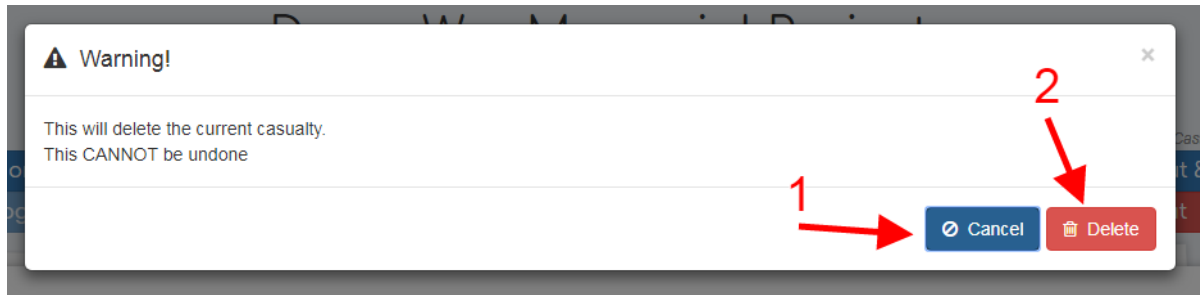 Warning!
×
2
This will delete the current casualty.
This CANNOT be undone
1
Cancel
Delete